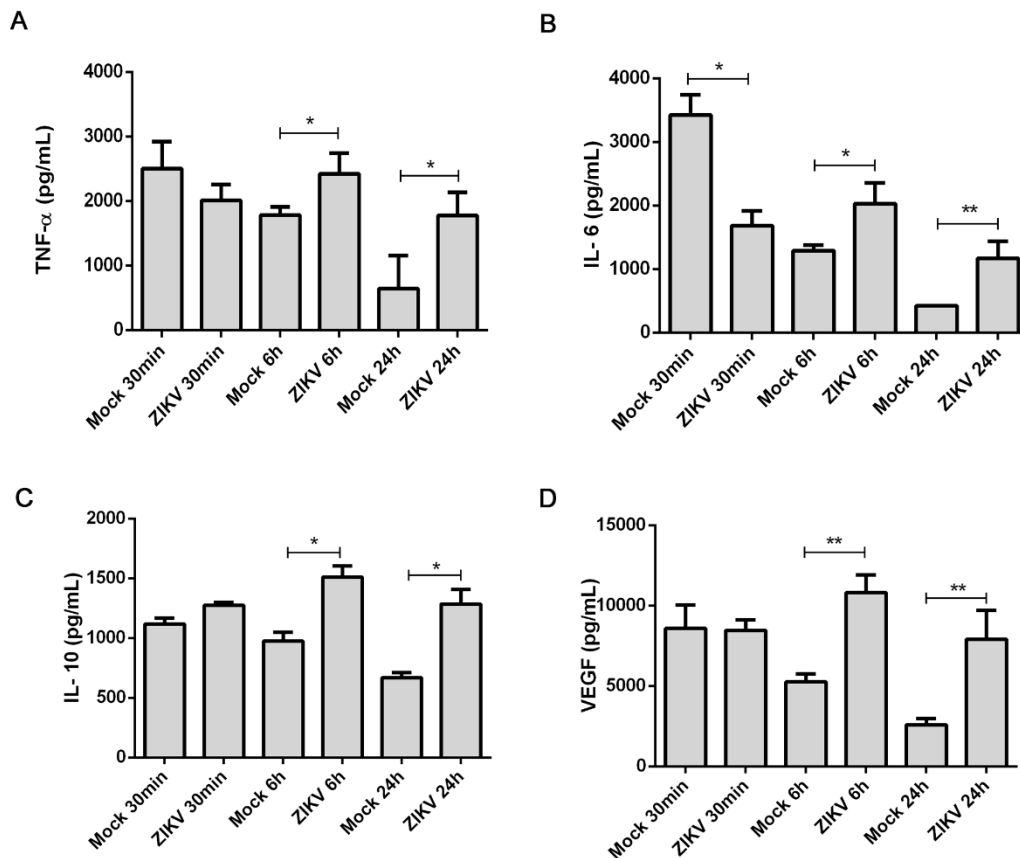 A
TNF-α (pg/mL)
4000
3000
2000
1000
0
*
*
Mock 30min
ZIKV 30min
Mock 6h
ZIKV 6h
Mock 24h
ZIKV 24h
B
IL- 6 (pg/mL)
4000
3000
2000
1000
0
*
*
**
Mock 30min
ZIKV 30min
Mock 6h
ZIKV 6h
Mock 24h
ZIKV 24h
C
IL- 10 (pg/mL)
2000
1500
1000
500
0
*
*
Mock 30min
ZIKV 30min
Mock 6h
ZIKV 6h
Mock 24h
ZIKV 24h
D
VEGF (pg/mL)
15000
10000
5000
0
**
**
Mock 30min
ZIKV 30min
Mock 6h
ZIKV 6h
Mock 24h
ZIKV 24h